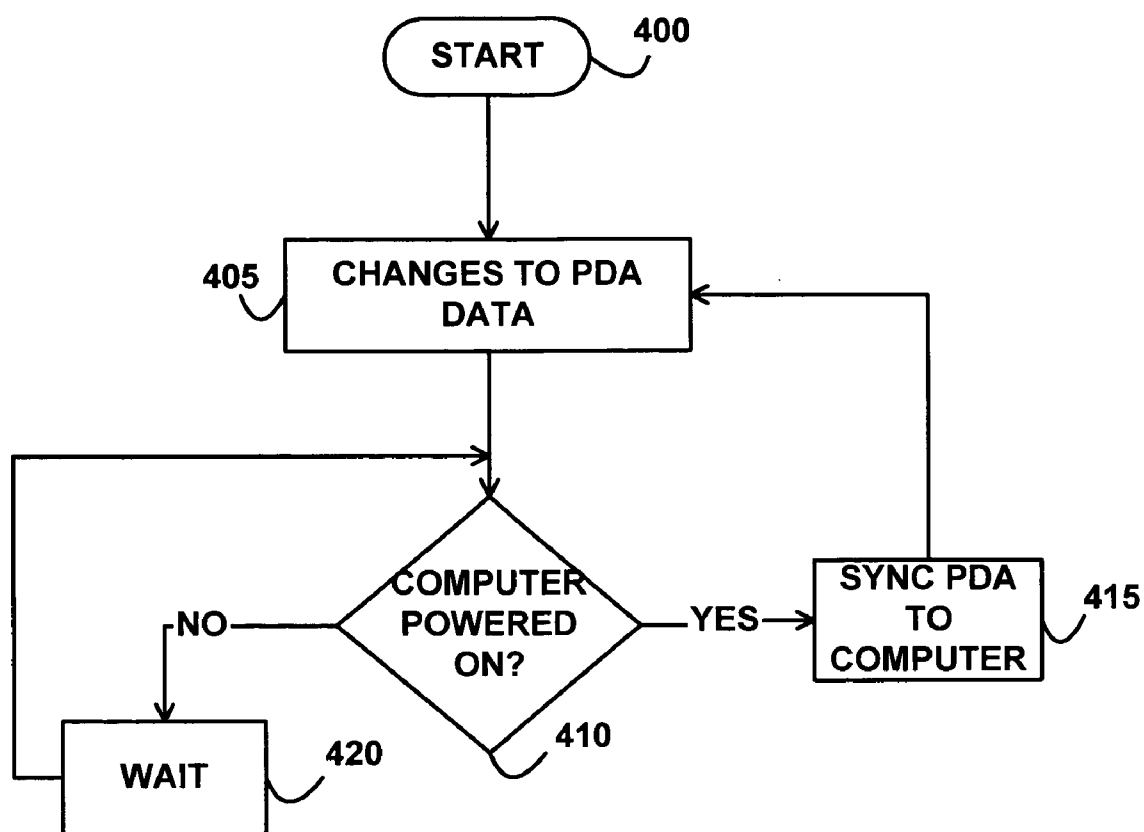 START
400
405
CHANGES TO PDA
DATA
COMPUTER
POWERED
ON?
NO
YES
SYNC PDA
TO
COMPUTER
415
410
WAIT
420